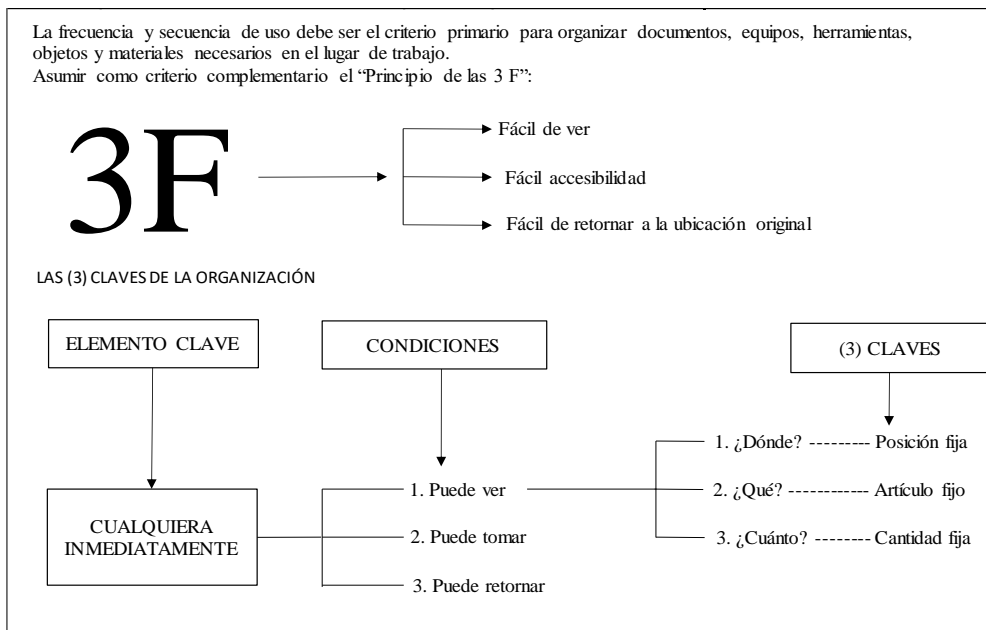 La frecuencia y secuencia de uso debe ser el criterio primario para organizar documentos, equipos, herramientas,
objetos y materiales necesarios en el lugar de trabajo.
Asumir como criterio complementario el “Principio de las 3 F”:
3F
Fácil de ver
Fácil accesibilidad
Fácil de retornar a la ubicación original
LAS (3) CLAVES DE LA ORGANIZACIÓN
ELEMENTO CLAVE
CONDICIONES
(3) CLAVES
1. ¿Dónde? --------- Posición fija
1. Puede ver
2. ¿Qué? ----------- Artículo fijo
CUALQUIERA
INMEDIATAMENTE
2. Puede tomar
3. ¿Cuánto? -------- Cantidad fija
3. Puede retornar